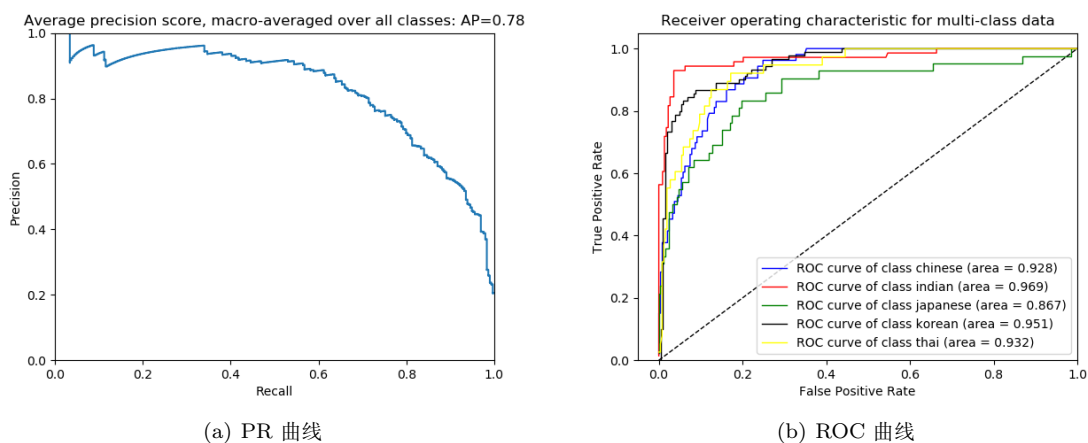 Average precision score, macro-averaged over all classes: AP=0.78
1.0
0.8
0.6
0.4
0.2
0.0
Precision
0.0 0.2 0.4 0.6 0.8 1.0
Recall
(a) PR 曲线
Receiver operating characteristic for multi-class data
1.0
0.8
0.6
0.4
0.2
0.0
True Positive Rate
ROC curve of class chinese (area = 0.928)
ROC curve of class indian (area = 0.969)
ROC curve of class japanese (area = 0.867)
ROC curve of class korean (area = 0.951)
ROC curve of class thai (area = 0.932)
0.0 0.2 0.4 0.6 0.8 1.0
False Positive Rate
(b) ROC 曲线